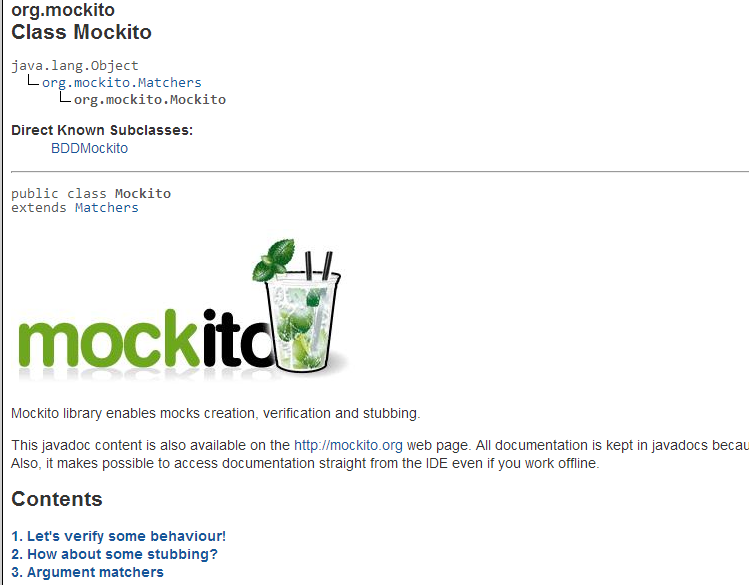 org.mockito
Class Mockito
java.lang.Object
org.mockito.Matchers
org.mockito.Mockito
Direct Known Subclasses:
BDDMockito
public class Mockito
extends Matchers
mockito
Mockito library enables mocks creation, verification and stubbing.
This javadoc content is also available on the http://mockito.org web page. All documentation is kept in javadocs
Also, it makes possible to access documentation straight from the IDE even if you work offline.
Contents
1. Let's verify some behaviour!
2. How about some stubbing?
3. Argument matchers